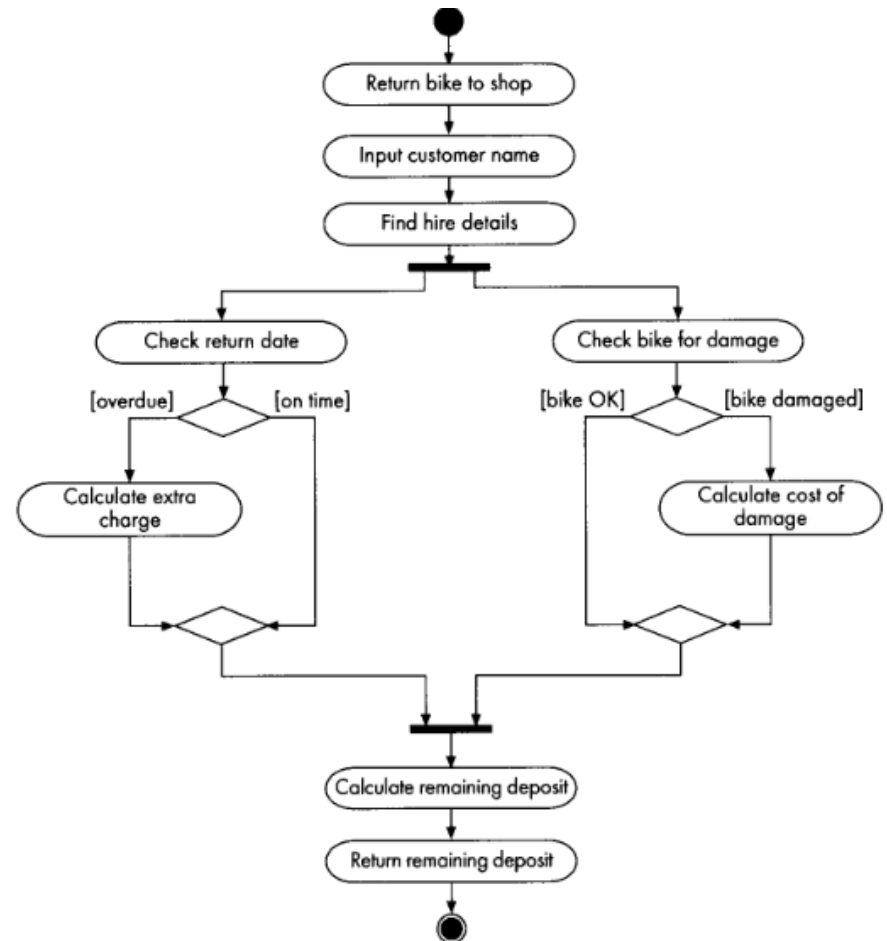 Return bike to shop
Input customer name
Find hire details
Check return date
Check bike for damage
[overdue]
[on time]
[bike OK]
[bike damaged]
Calculate extra
charge
Calculate cost of
damage
Calculate remaining deposit
Return remaining deposit